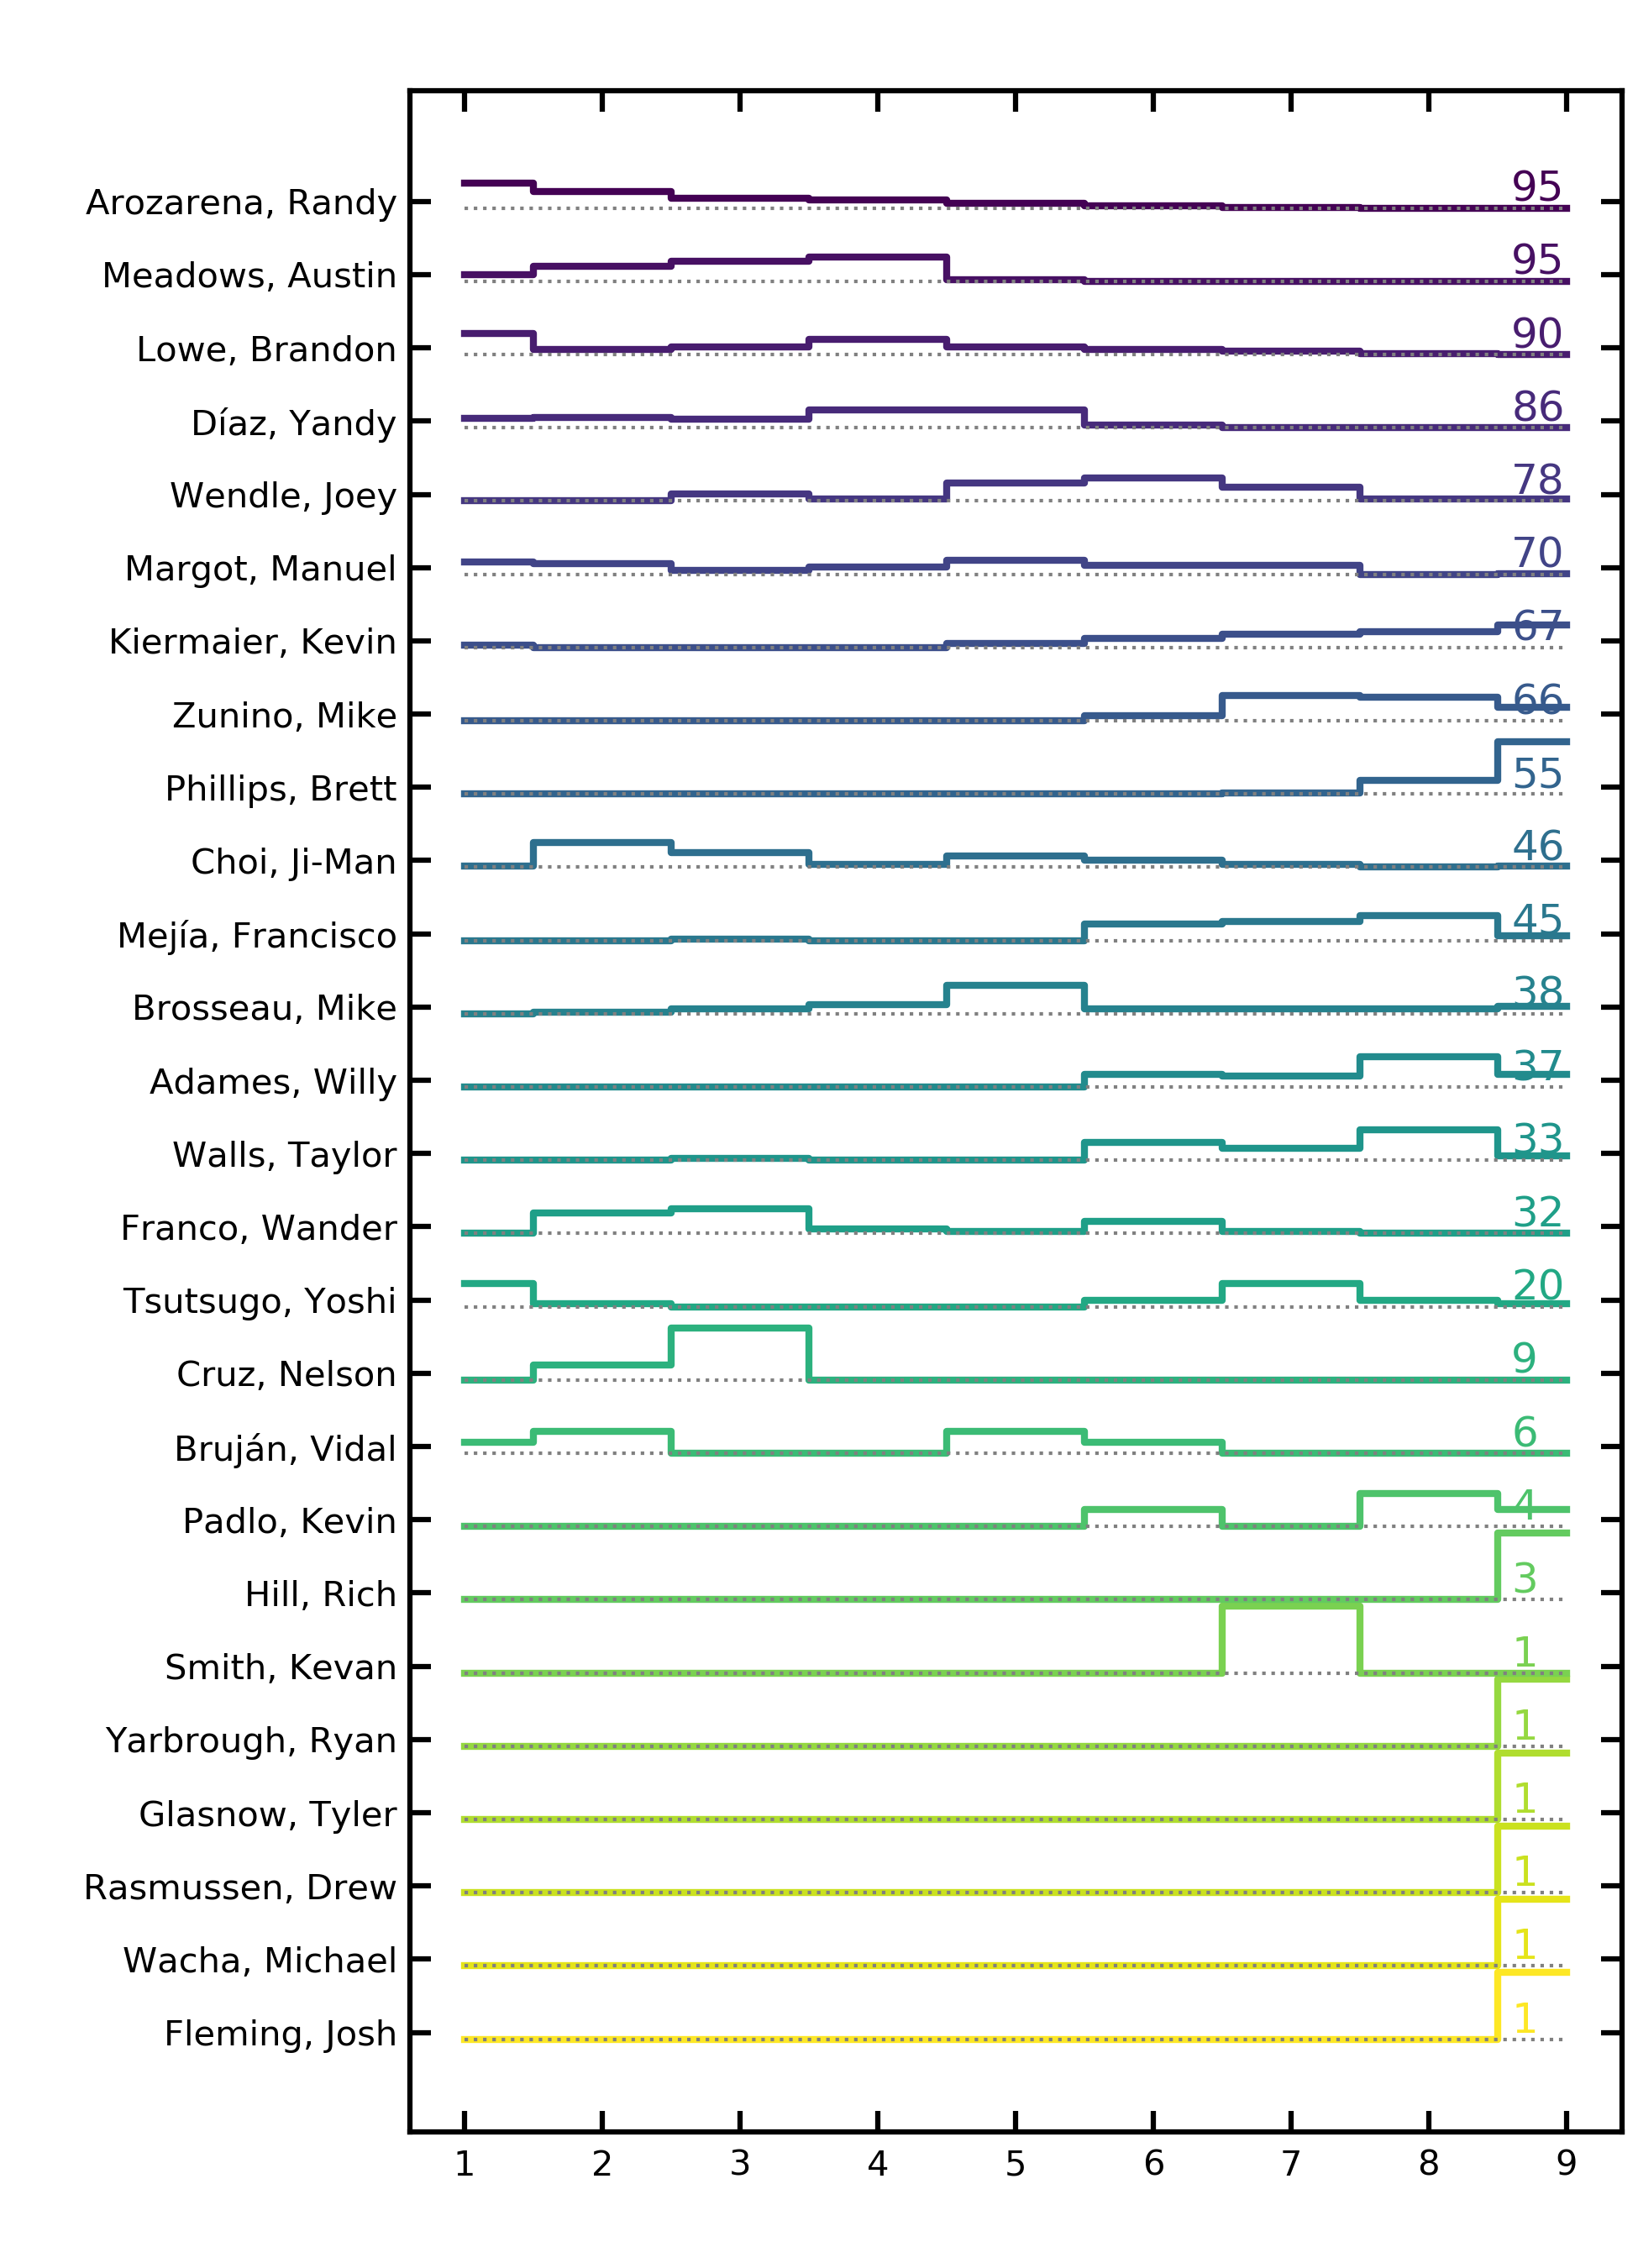 Arozarena, Randy 95
Meadows, Austin 95
Lowe, Brandon 90
Díaz, Yandy 86
Wendle, Joey 78
Margot, Manuel 70
Kiermaier, Kevin 67
Zunino, Mike 66
Phillips, Brett 55
Choi, Ji-Man 46
Mejía, Francisco 45
Brosseau, Mike 38
Adames, Willy 37
Walls, Taylor 33
Franco, Wander 32
Tsutsugo, Yoshi 20
Cruz, Nelson 9
Bruján, Vidal 6
Padlo, Kevin 4
Hill, Rich 3
Smith, Kevan 1
Yarbrough, Ryan 1
Glasnow, Tyler 1
Rasmussen, Drew 1
Wacha, Michael 1
Fleming, Josh 1
1 2 3 4 5 6 7 8 9